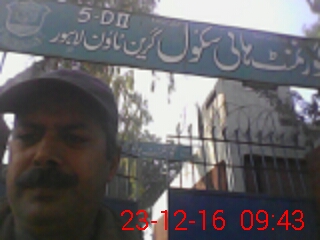 گورنمنٹ ہائی سکول گرین ٹاؤن لاہور
5-DII
23-12-16 09:43